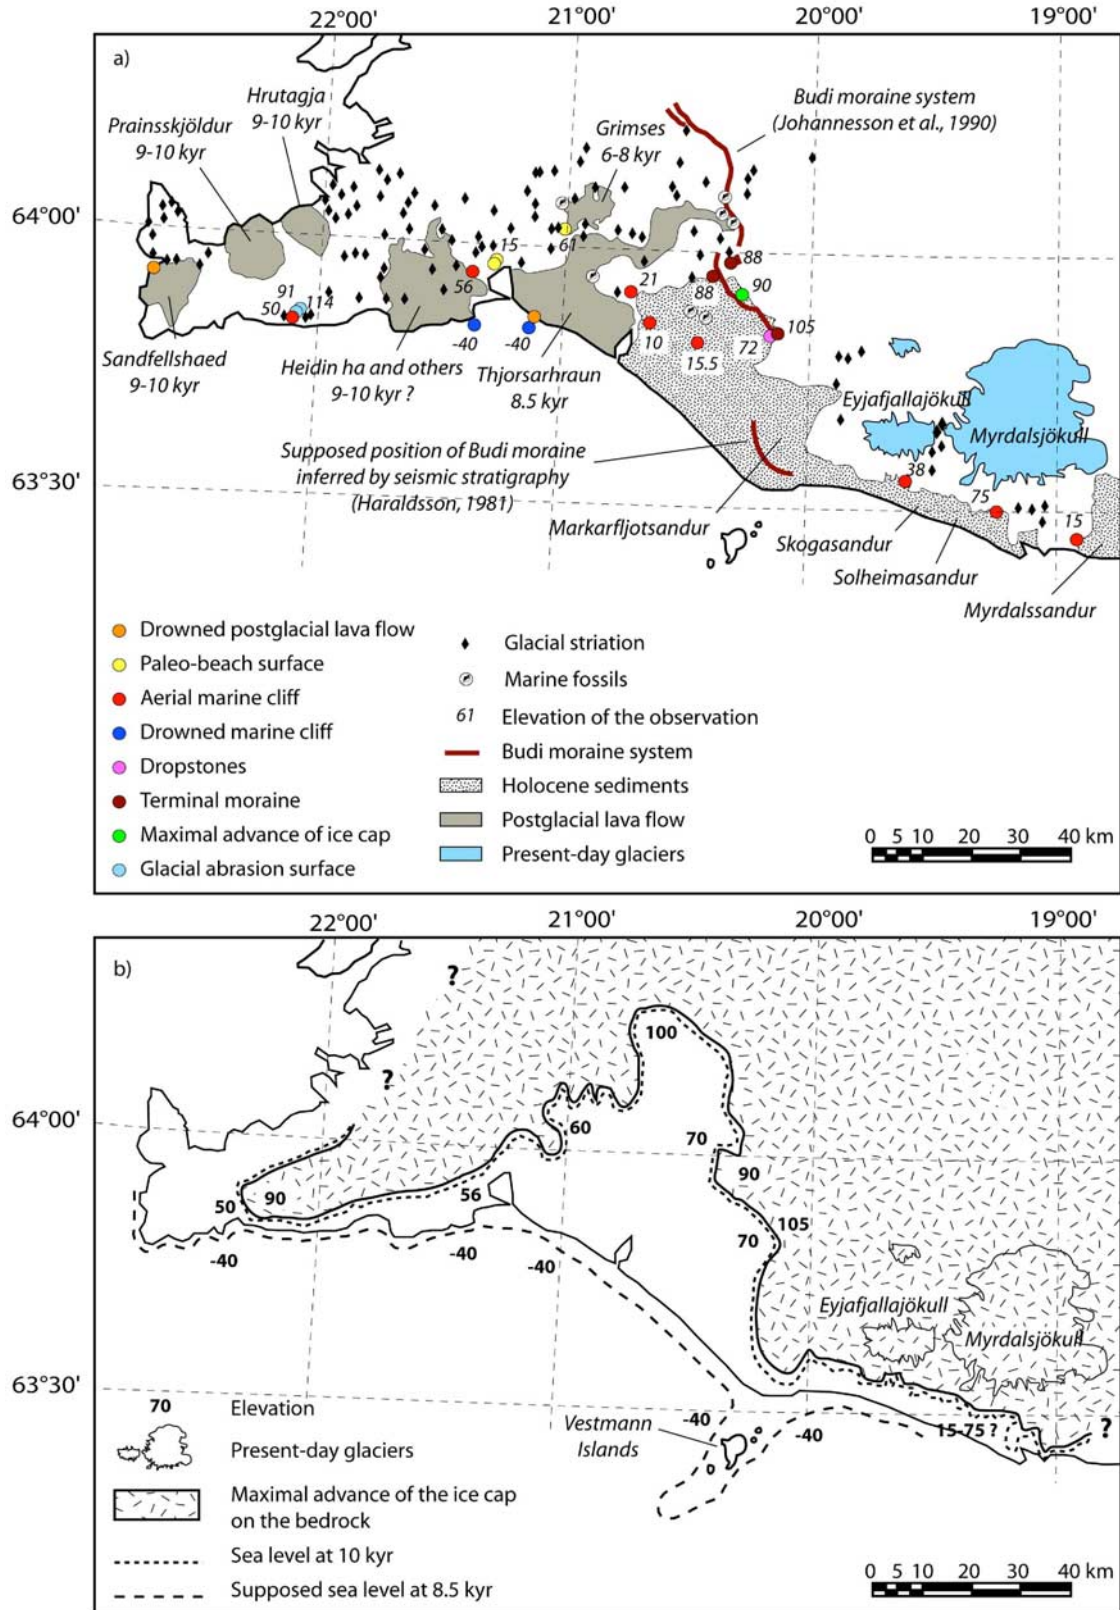 22°00' 21°00' 20°00' 19°00'
a)
Hrutagja
9-10 kyr
Prainsskjöldur
9-10 kyr
Grimses
6-8 kyr
Budi moraine system
(Johannesson et al., 1990)
64°00'
61
15
56
88
21
88
90
91
114
50
-40
-40
10
15.5
72
105
Sandfellshaed
9-10 kyr
Heidin ha and others
9-10 kyr ?
Thjorsarhraun
8.5 kyr
Eyjafjallajökull
Myrdalsjökull
Supposed position of Budi moraine
inferred by seismic stratigraphy
(Haraldsson, 1981)
38
75
15
63°30'
Markarfljotsandur
Skogasandur
Solheimasandur
Myrdalssandur
Drowned postglacial lava flow
Paleo-beach surface
Aerial marine cliff
Drowned marine cliff
Dropstones
Terminal moraine
Maximal advance of ice cap
Glacial abrasion surface
Glacial striation
Marine fossils
61 Elevation of the observation
Budi moraine system
Holocene sediments
Postglacial lava flow
Present-day glaciers
0 5 10 20 30 40 km
22°00' 21°00' 20°00' 19°00'
b)
?
?
100
64°00'
60
70
90
90
50
56
105
70
-40
-40
-40
Eyjafjallajökull
Myrdalsjökull
63°30'
-40
-40
15-75 ?
?
Vestmann
Islands
70 Elevation
Present-day glaciers
Maximal advance of the ice cap
on the bedrock
Sea level at 10 kyr
Supposed sea level at 8.5 kyr
0 5 10 20 30 40 km